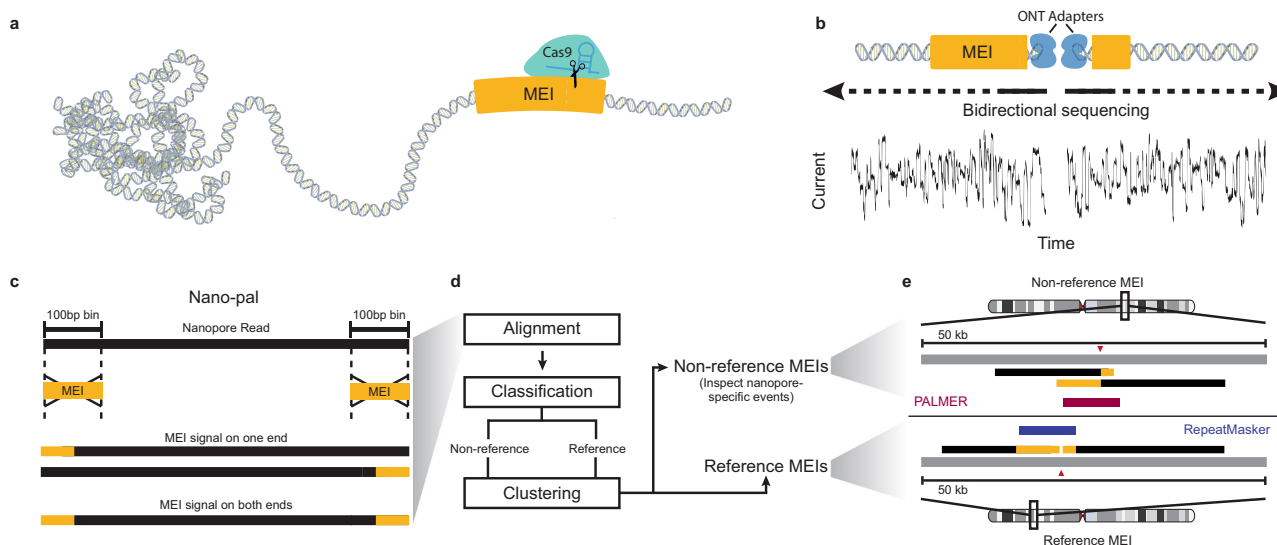 a
Cas9
MEI
b
ONT Adapters
MEI
Bidirectional sequencing
Current
Time
c
Nano-pal
100bp bin
100bp bin
Nanopore Read
MEI
MEI
MEI signal on one end
MEI signal on both ends
d
Alignment
Classification
Non-reference
Reference
Clustering
Non-reference MEIs
(Inspect nanopore-
specific events)
Reference MEIs
e
Non-reference MEI
50 kb
PALMER
RepeatMasker
50 kb
Reference MEI